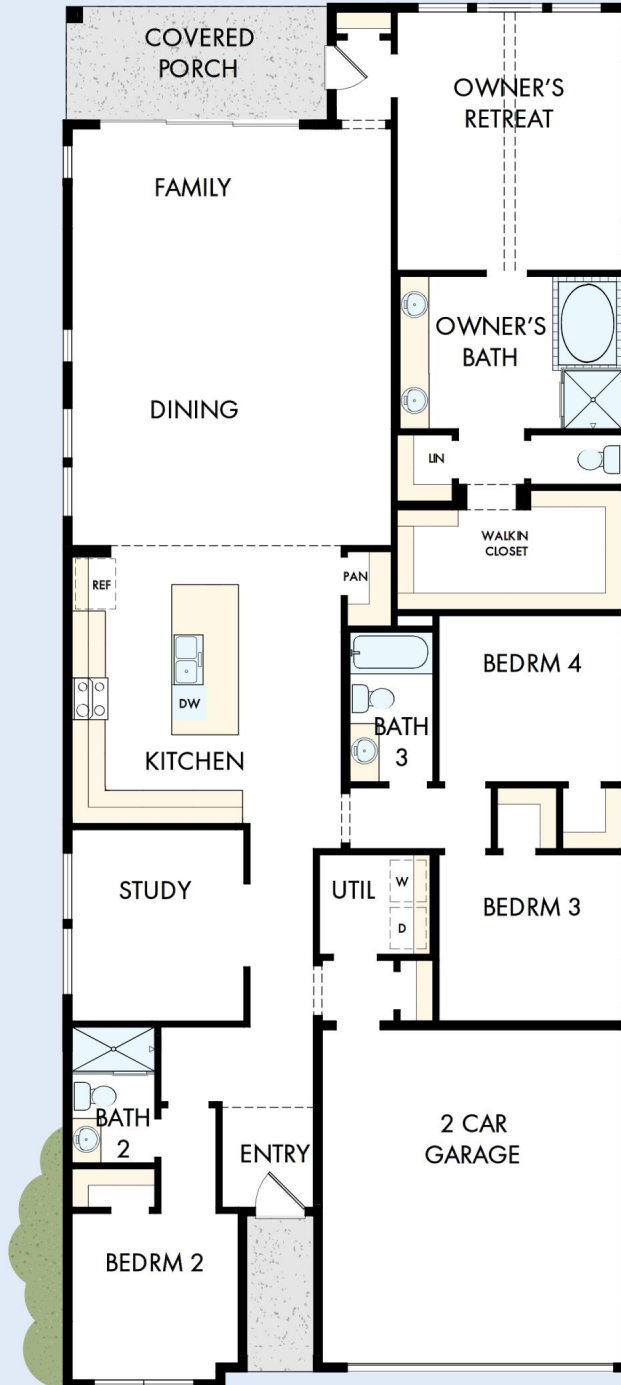 COVERED
PORCH
OWNER'S
RETREAT
FAMILY
OWNER'S
BATH
DINING
LIN
WALKIN
CLOSET
REF
PAN
DW
BEDRM 4
BATH
3
KITCHEN
STUDY
UTIL
W
D
BEDRM 3
BATH
2
ENTRY
2 CAR
GARAGE
BEDRM 2